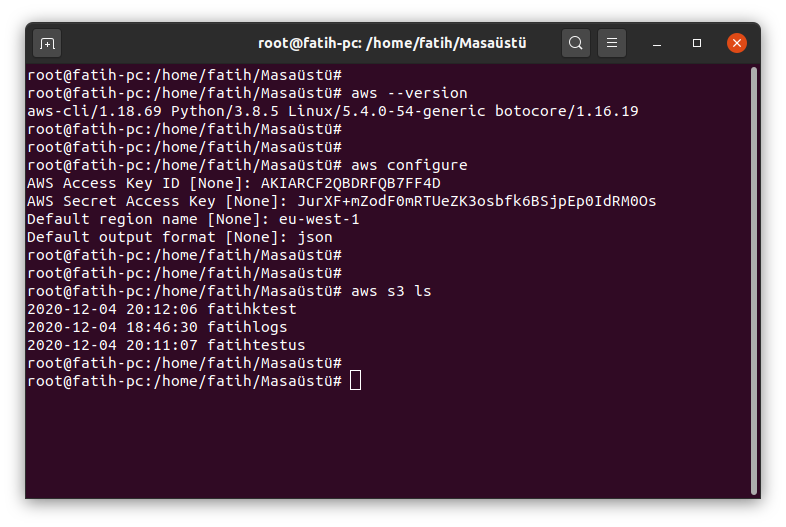 root@fatih-pc: /home/fatih/Masaüstü
root@fatih-pc:/home/fatih/Masaüstü#
root@fatih-pc:/home/fatih/Masaüstü# aws --version
aws-cli/1.18.69 Python/3.8.5 Linux/5.4.0-54-generic botocore/1.16.19
root@fatih-pc:/home/fatih/Masaüstü#
root@fatih-pc:/home/fatih/Masaüstü#
root@fatih-pc:/home/fatih/Masaüstü# aws configure
AWS Access Key ID [None]: AKIARCF2QBDRFQB7FF4D
AWS Secret Access Key [None]: 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
Default region name [None]: eu-west-1
Default output format [None]: json
root@fatih-pc:/home/fatih/Masaüstü#
root@fatih-pc:/home/fatih/Masaüstü#
root@fatih-pc:/home/fatih/Masaüstü# aws s3 ls
2020-12-04 20:12:06 fatihktest
2020-12-04 18:46:30 fatihlogs
2020-12-04 20:11:07 fatihtestus
root@fatih-pc:/home/fatih/Masaüstü#
root@fatih-pc:/home/fatih/Masaüstü#